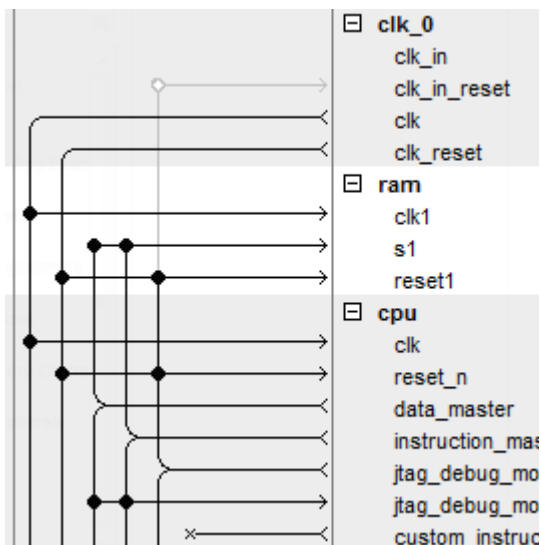 clk_0
clk_in
clk_in_reset
clk
clk_reset
ram
clk1
s1
reset1
cpu
clk
reset_n
data_master
instruction_mas
jtag_debug_mo
jtag_debug_mo
custom_instruc